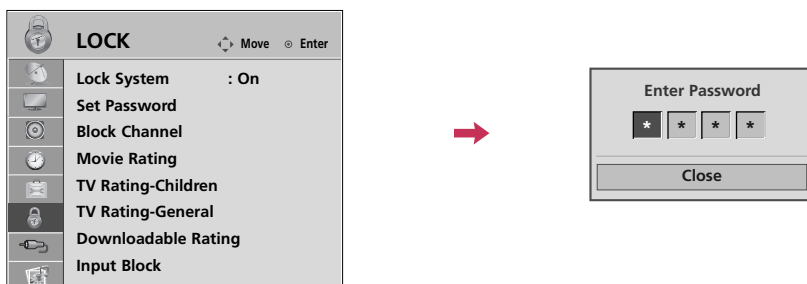 LOCK Move Enter
Lock System : On
Set Password
Block Channel
Movie Rating
TV Rating-Children
TV Rating-General
Downloadable Rating
Input Block
Enter Password
* * * *
Close